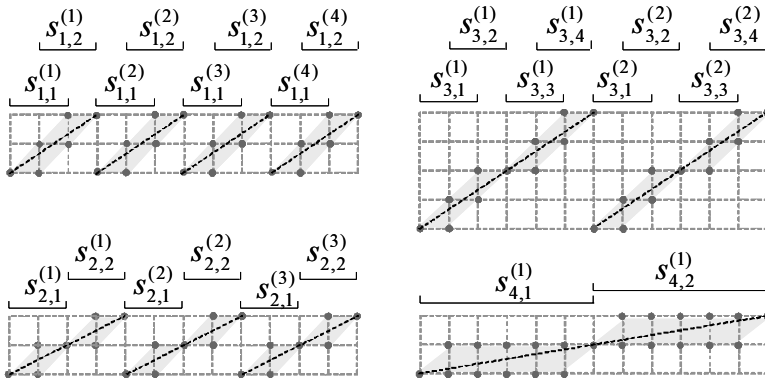 s_{1,2}^{(1)} s_{1,2}^{(2)} s_{1,2}^{(3)} s_{1,2}^{(4)}
s_{1,1}^{(1)} s_{1,1}^{(2)} s_{1,1}^{(3)} s_{1,1}^{(4)}
s_{3,2}^{(1)} s_{3,4}^{(1)} s_{3,2}^{(2)} s_{3,4}^{(2)}
s_{3,1}^{(1)} s_{3,3}^{(1)} s_{3,1}^{(2)} s_{3,3}^{(2)}
s_{2,2}^{(1)} s_{2,2}^{(2)} s_{2,2}^{(3)}
s_{2,1}^{(1)} s_{2,1}^{(2)} s_{2,1}^{(3)}
s_{4,1}^{(1)} s_{4,2}^{(1)}